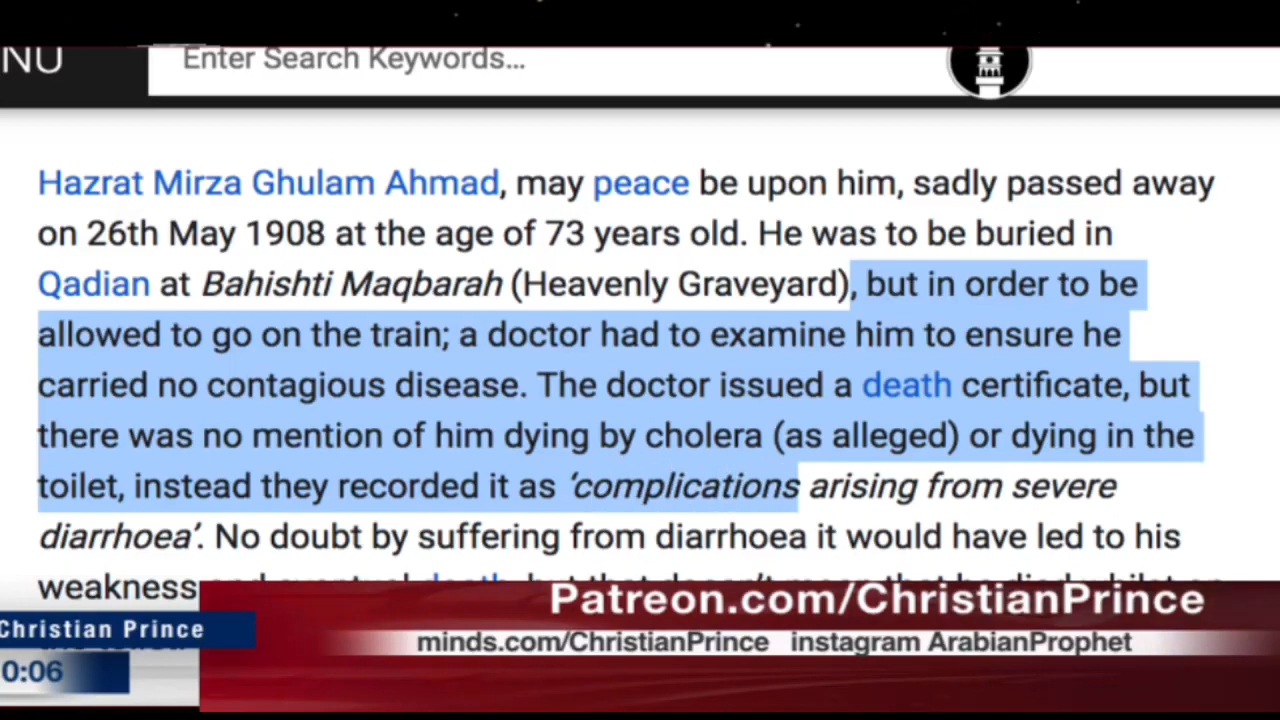 NU
Enter Search Keywords...
Hazrat Mirza Ghulam Ahmad, may peace be upon him, sadly passed away
on 26th May 1908 at the age of 73 years old. He was to be buried in
Qadian at Bahishti Maqbarah (Heavenly Graveyard), but in order to be
allowed to go on the train; a doctor had to examine him to ensure he
carried no contagious disease. The doctor issued a death certificate, but
there was no mention of him dying by cholera (as alleged) or dying in the
toilet, instead they recorded it as ‘complications arising from severe
diarrhoea’. No doubt by suffering from diarrhoea it would have led to his
weakness
Patreon.com/ChristianPrince
Christian Prince
minds.com/ChristianPrince instagram ArabianProphet
0:06